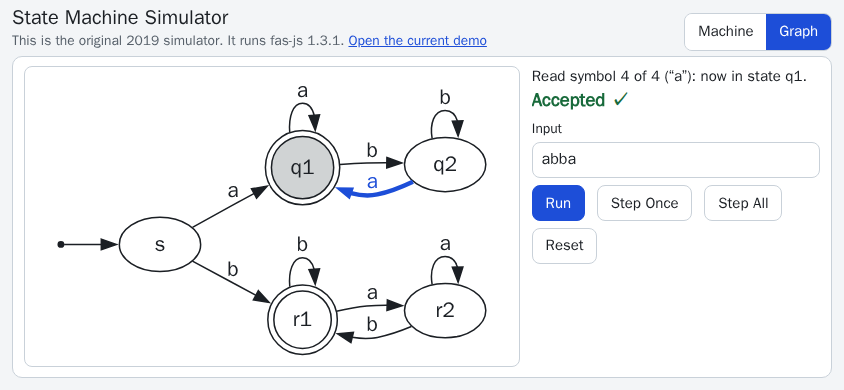 State Machine Simulator
This is the original 2019 simulator. It runs fas-js 1.3.1. Open the current demo
Machine
Graph
a
b
q1
b
q2
a
a
s
b
b
a
r1
a
r2
b
Read symbol 4 of 4 (“a”): now in state q1.
Accepted ✓
Input
abba
Run
Step Once
Step All
Reset